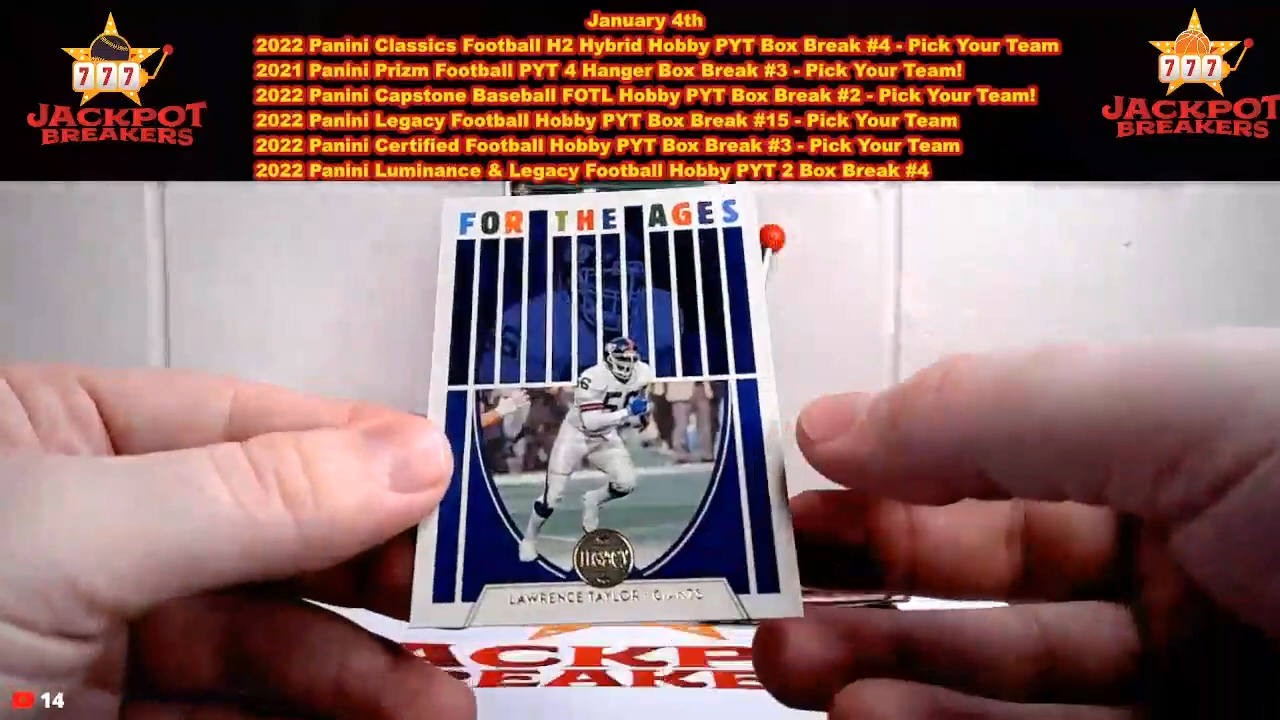 January 4th
2022 Panini Classics Football H2 Hybrid Hobby PYT Box Break #4 - Pick Your Team
2021 Panini Prizm Football PYT 4 Hanger Box Break #3 - Pick Your Team!
2022 Panini Capstone Baseball FOTL Hobby PYT Box Break #2 - Pick Your Team!
2022 Panini Legacy Football Hobby PYT Box Break #15 - Pick Your Team
2022 Panini Certified Football Hobby PYT Box Break #3 - Pick Your Team
2022 Panini Luminance & Legacy Football Hobby PYT 2 Box Break #4
777
JACKPOT
BREAKERS
777
JACKPOT
BREAKERS
FOR THE AGES
56
LEGACY
LAWRENCE TAYLOR · GIANTS
ACKP
REAKE
14